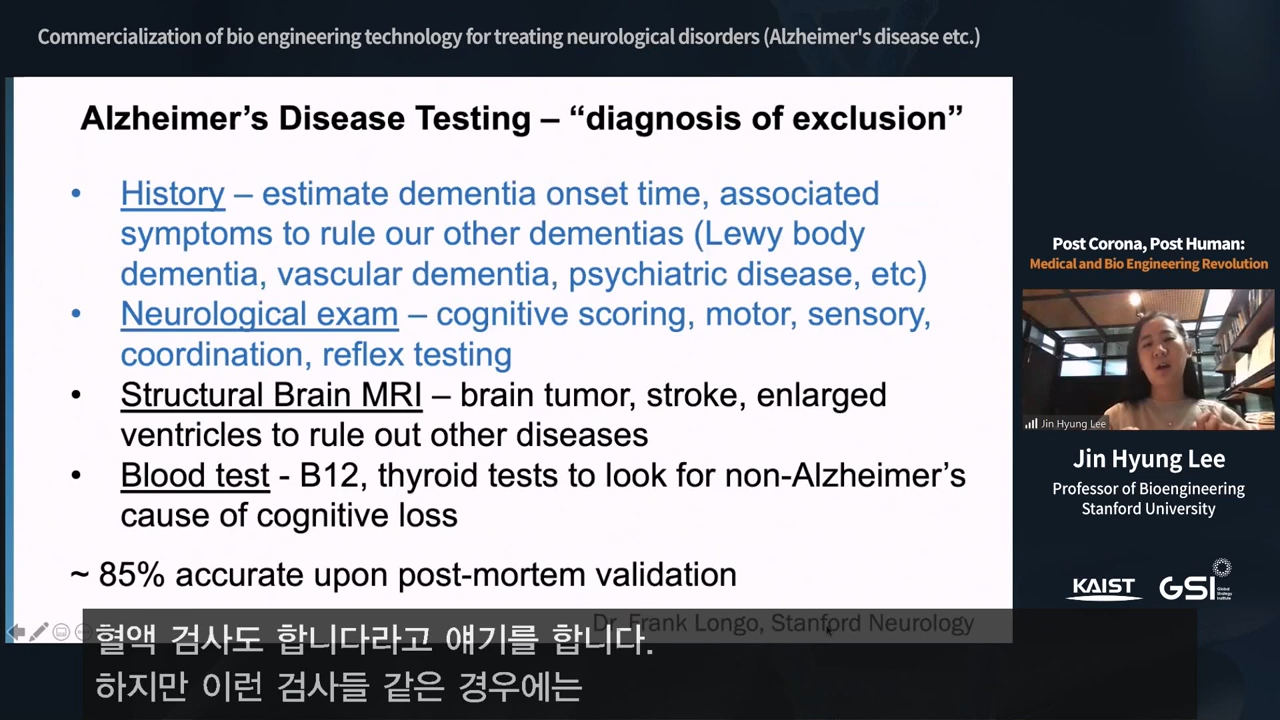 Commercialization of bio engineering technology for treating neurological disorders (Alzheimer's disease etc.)
Alzheimer's Disease Testing – “diagnosis of exclusion”
• History – estimate dementia onset time, associated
symptoms to rule our other dementias (Lewy body
dementia, vascular dementia, psychiatric disease, etc)
• Neurological exam – cognitive scoring, motor, sensory,
coordination, reflex testing
• Structural Brain MRI – brain tumor, stroke, enlarged
ventricles to rule out other diseases
• Blood test - B12, thyroid tests to look for non-Alzheimer's
cause of cognitive loss
~ 85% accurate upon post-mortem validation
Dr. Frank Longo, Stanford Neurology
Post Corona, Post Human:
Medical and Bio Engineering Revolution
Jin Hyung Lee
Jin Hyung Lee
Professor of Bioengineering
Stanford University
KAIST
GSI
Global
Strategy
Institute
혈액 검사도 합니다라고 얘기를 합니다.
하지만 이런 검사들 같은 경우에는